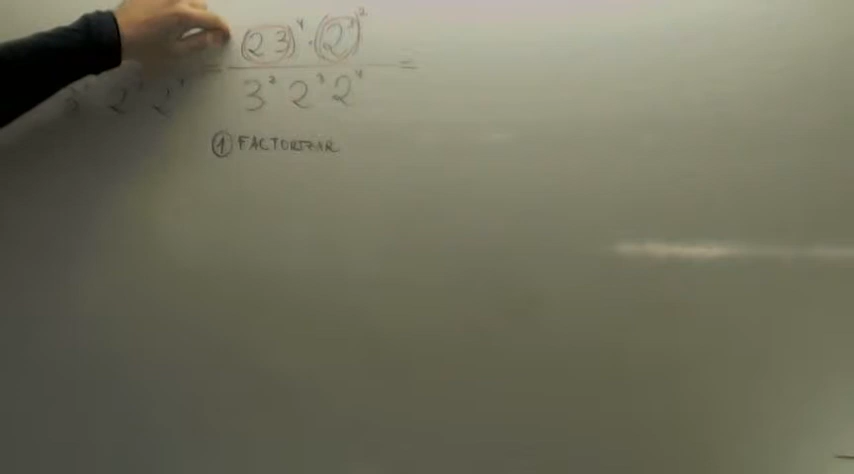 = (2 3)⁴ · (2³)² =
3² 2³ 2⁴
① FACTORIZAR